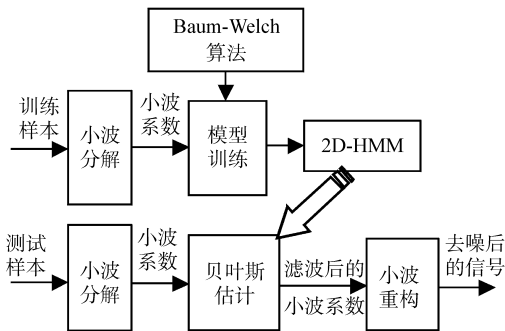 Baum-Welch
算法
训练
样本
小波
分解
小波
系数
模型
训练
2D-HMM
测试
样本
小波
分解
小波
系数
贝叶斯
估计
滤波后的
小波系数
小波
重构
去噪后
的信号